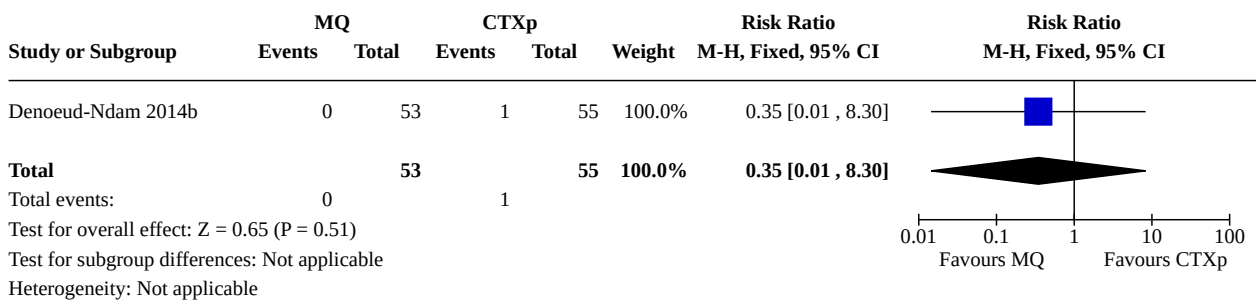 MQ CTXp Risk Ratio Risk Ratio
Study or Subgroup Events Total Events Total Weight M-H, Fixed, 95% CI M-H, Fixed, 95% CI
Denoeud-Ndam 2014b 0 53 1 55 100.0% 0.35 [0.01 , 8.30]
Total 53 55 100.0% 0.35 [0.01 , 8.30]
Total events: 0 1
Test for overall effect: Z = 0.65 (P = 0.51)
0.01 0.1 1 10 100
Test for subgroup differences: Not applicable Favours MQ Favours CTXp
Heterogeneity: Not applicable